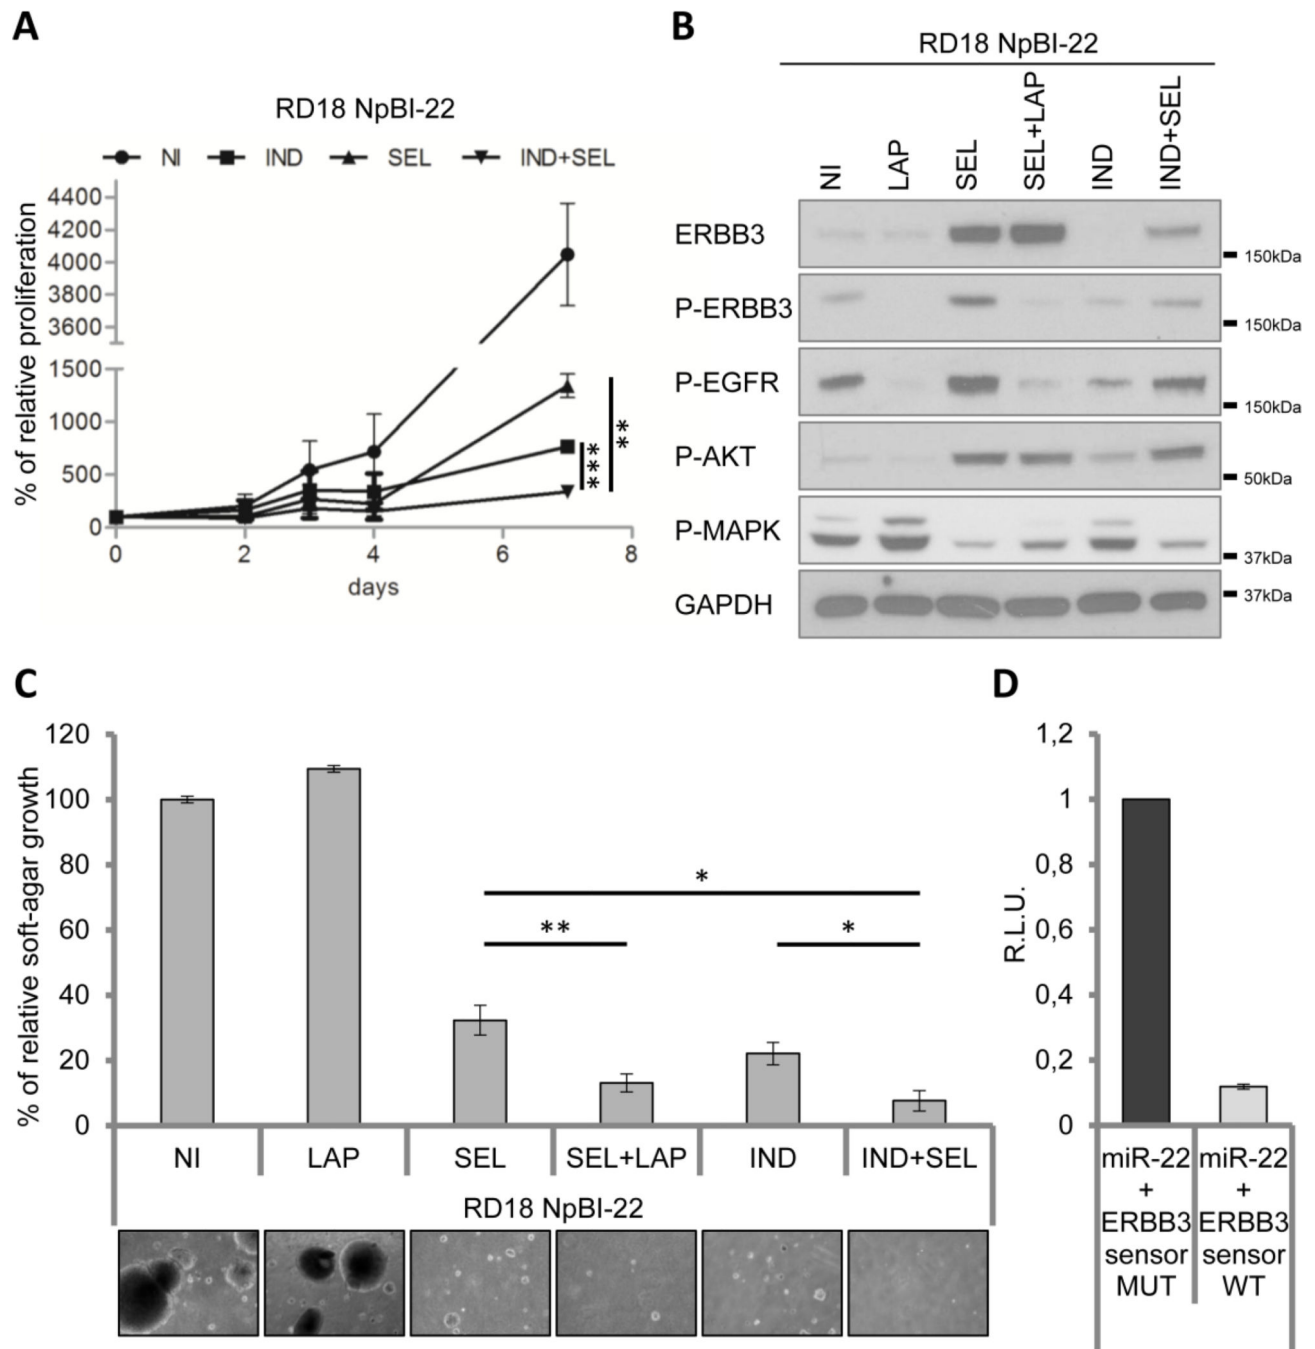 A
RD18 NpBI-22
NI IND SEL IND+SEL
% of relative proliferation
4400
4200
4000
3800
3600
1500
1000
500
0
0 2 4 6 8
days
***
**
B
RD18 NpBI-22
NI LAP SEL SEL+LAP IND IND+SEL
ERBB3
150kDa
P-ERBB3
150kDa
P-EGFR
150kDa
P-AKT
50kDa
P-MAPK
37kDa
GAPDH
37kDa
C
% of relative soft-agar growth
120
100
80
60
40
20
0
*
** *
NI LAP SEL SEL+LAP IND IND+SEL
RD18 NpBI-22
D
R.L.U.
1,2
1
0,8
0,6
0,4
0,2
0
miR-22 miR-22
+ +
ERBB3 ERBB3
sensor sensor
MUT WT